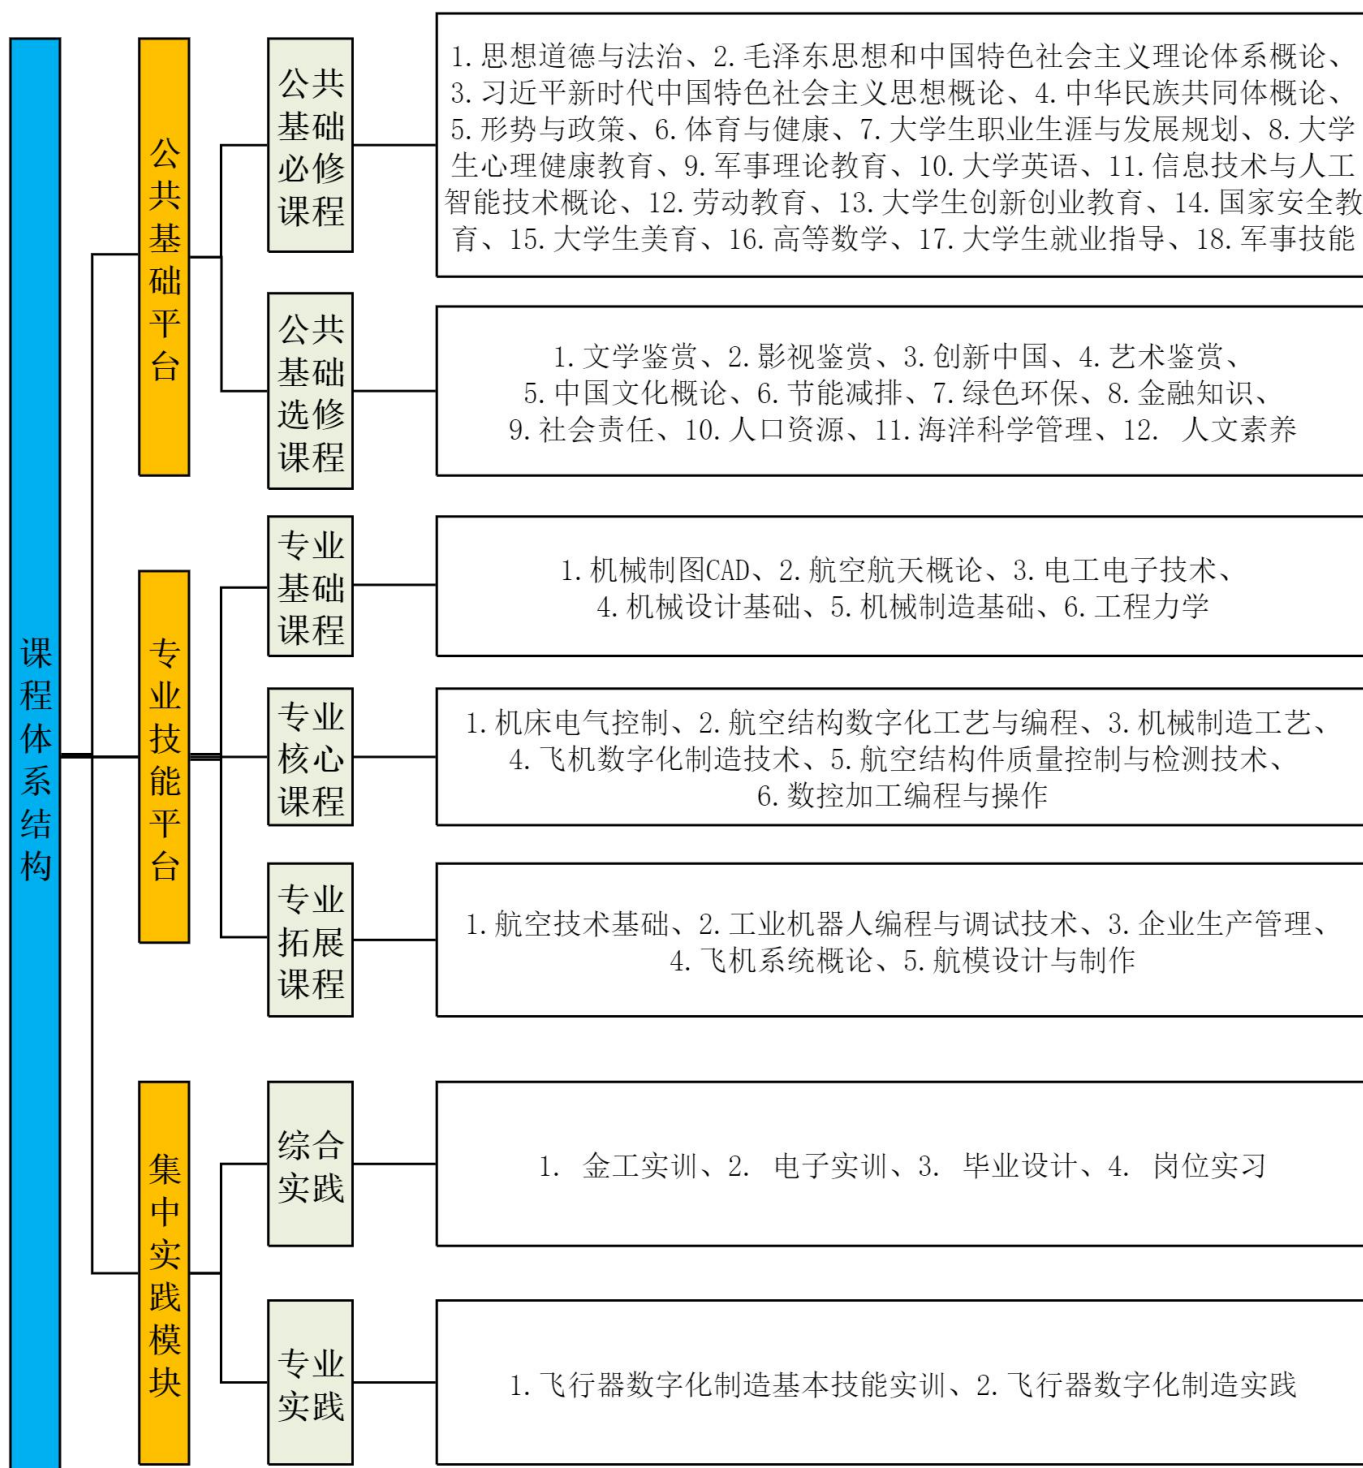 课程体系结构
公共基础平台
公共
基础
必修
课程
1.思想道德与法治、2.毛泽东思想和中国特色社会主义理论体系概论、
3.习近平新时代中国特色社会主义思想概论、4.中华民族共同体概论、
5.形势与政策、6.体育与健康、7.大学生职业生涯与发展规划、8.大学
生心理健康教育、9.军事理论教育、10.大学英语、11.信息技术与人工
智能技术概论、12.劳动教育、13.大学生创新创业教育、14.国家安全教
育、15.大学生美育、16.高等数学、17.大学生就业指导、18.军事技能
公共
基础
选修
课程
1.文学鉴赏、2.影视鉴赏、3.创新中国、4.艺术鉴赏、
5.中国文化概论、6.节能减排、7.绿色环保、8.金融知识、
9.社会责任、10.人口资源、11.海洋科学管理、12. 人文素养
专业技能平台
专业
基础
课程
1.机械制图CAD、2.航空航天概论、3.电工电子技术、
4.机械设计基础、5.机械制造基础、6.工程力学
专业
核心
课程
1.机床电气控制、2.航空结构数字化工艺与编程、3.机械制造工艺、
4.飞机数字化制造技术、5.航空结构件质量控制与检测技术、
6.数控加工编程与操作
专业
拓展
课程
1.航空技术基础、2.工业机器人编程与调试技术、3.企业生产管理、
4.飞机系统概论、5.航模设计与制作
集中实践模块
综合
实践
1. 金工实训、2. 电子实训、3. 毕业设计、4. 岗位实习
专业
实践
1.飞行器数字化制造基本技能实训、2.飞行器数字化制造实践